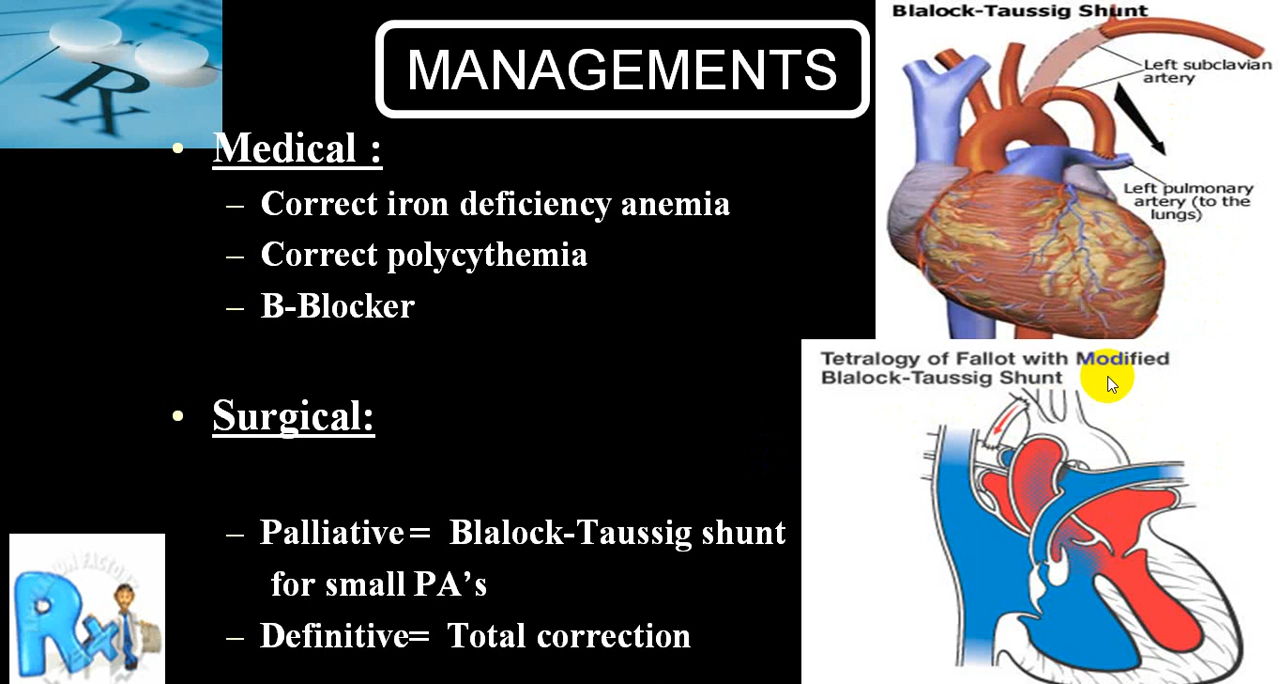 MANAGEMENTS
• Medical :
– Correct iron deficiency anemia
– Correct polycythemia
– B-Blocker
• Surgical:
– Palliative = Blalock-Taussig shunt
for small PA’s
– Definitive= Total correction
Blalock-Taussig Shunt
Left subclavian
artery
Left pulmonary
artery (to the
lungs)
Tetralogy of Fallot with Modified
Blalock-Taussig Shunt
Rx
Rx